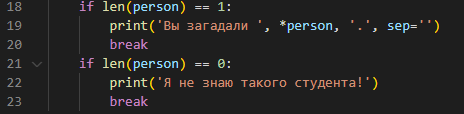 18 if len(person) == 1:
19     print('Вы загадали ', *person, '.', sep='')
20     break
21 if len(person) == 0:
22     print('Я не знаю такого студента!')
23     break